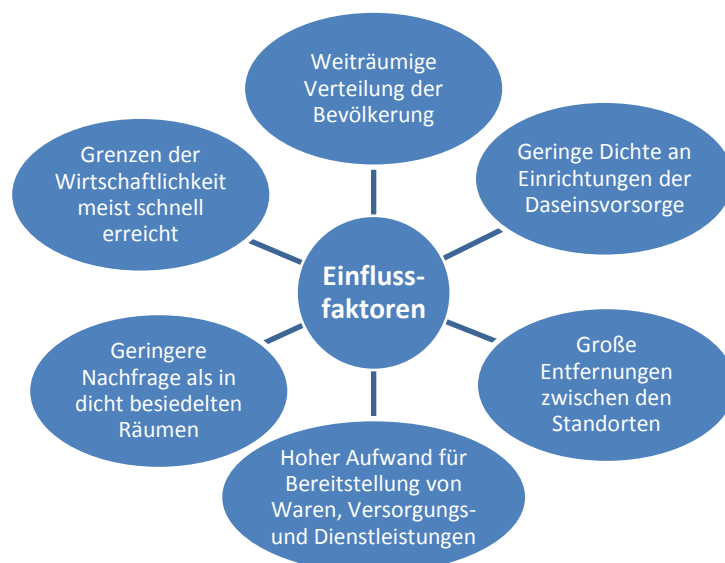 Weiträumige
Verteilung der
Bevölkerung
Geringe Dichte an
Einrichtungen der
Daseinsvorsorge
Große
Entfernungen
zwischen den
Standorten
Hoher Aufwand für
Bereitstellung von
Waren, Versorgungs-
und Dienstleistungen
Geringere
Nachfrage als in
dicht besiedelten
Räumen
Grenzen der
Wirtschaftlichkeit
meist schnell
erreicht
Einfluss-
faktoren